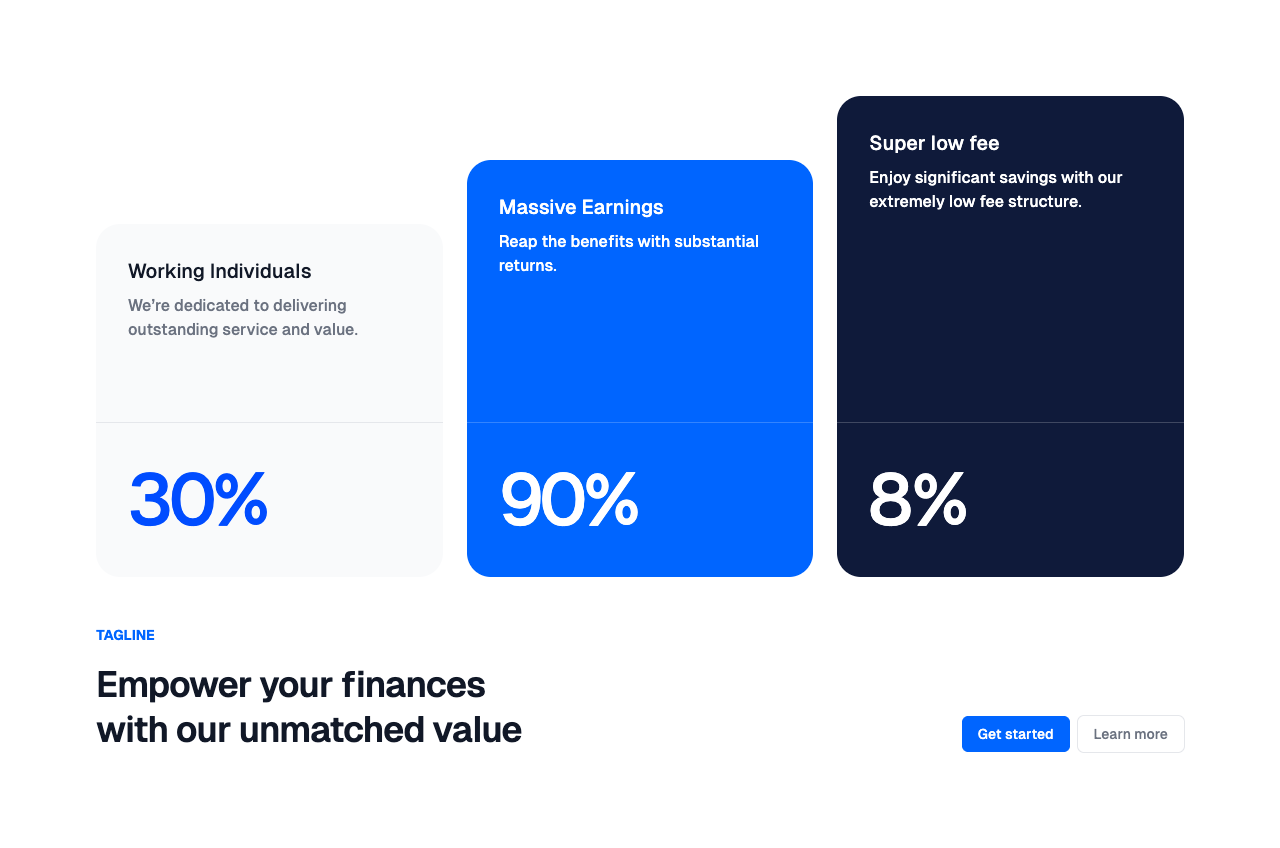 Working Individuals
We’re dedicated to delivering
outstanding service and value.
30%
Massive Earnings
Reap the benefits with substantial
returns.
90%
Super low fee
Enjoy significant savings with our
extremely low fee structure.
8%
TAGLINE
Empower your finances
with our unmatched value
Get started
Learn more